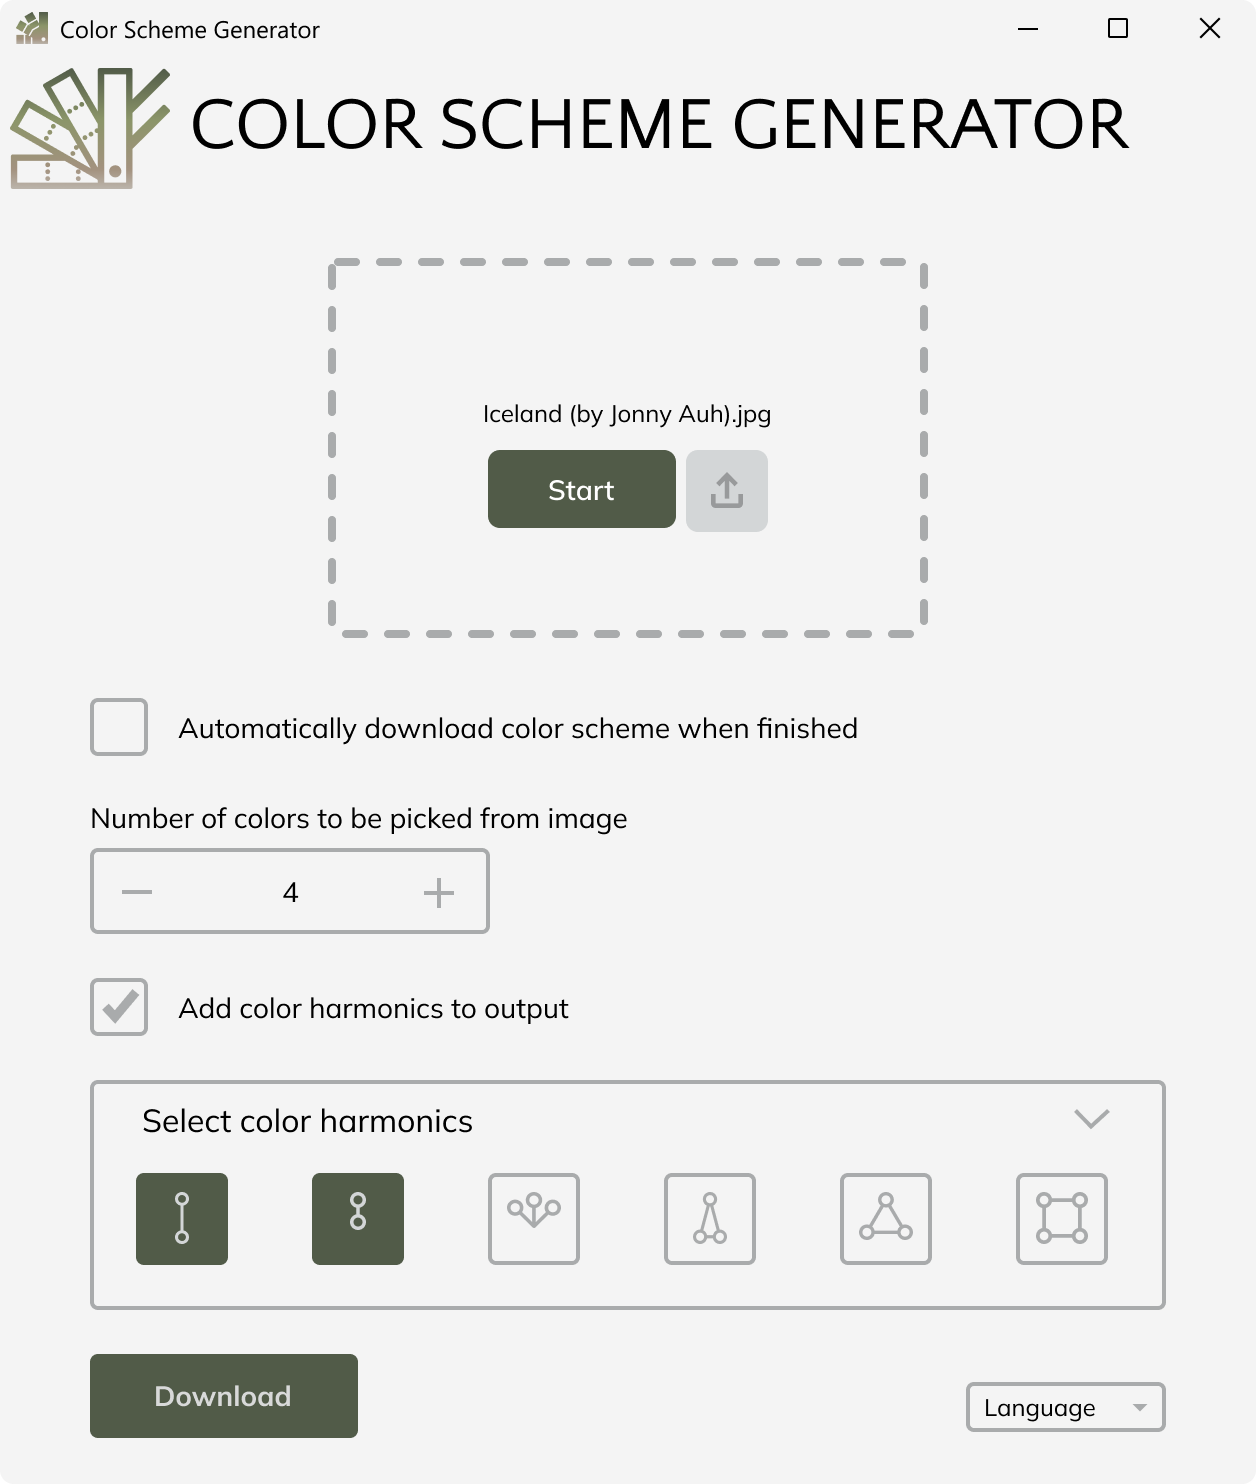 Color Scheme Generator
COLOR SCHEME GENERATOR
Iceland (by Jonny Auh).jpg
Start
Automatically download color scheme when finished
Number of colors to be picked from image
4
Add color harmonics to output
Select color harmonics
Download
Language